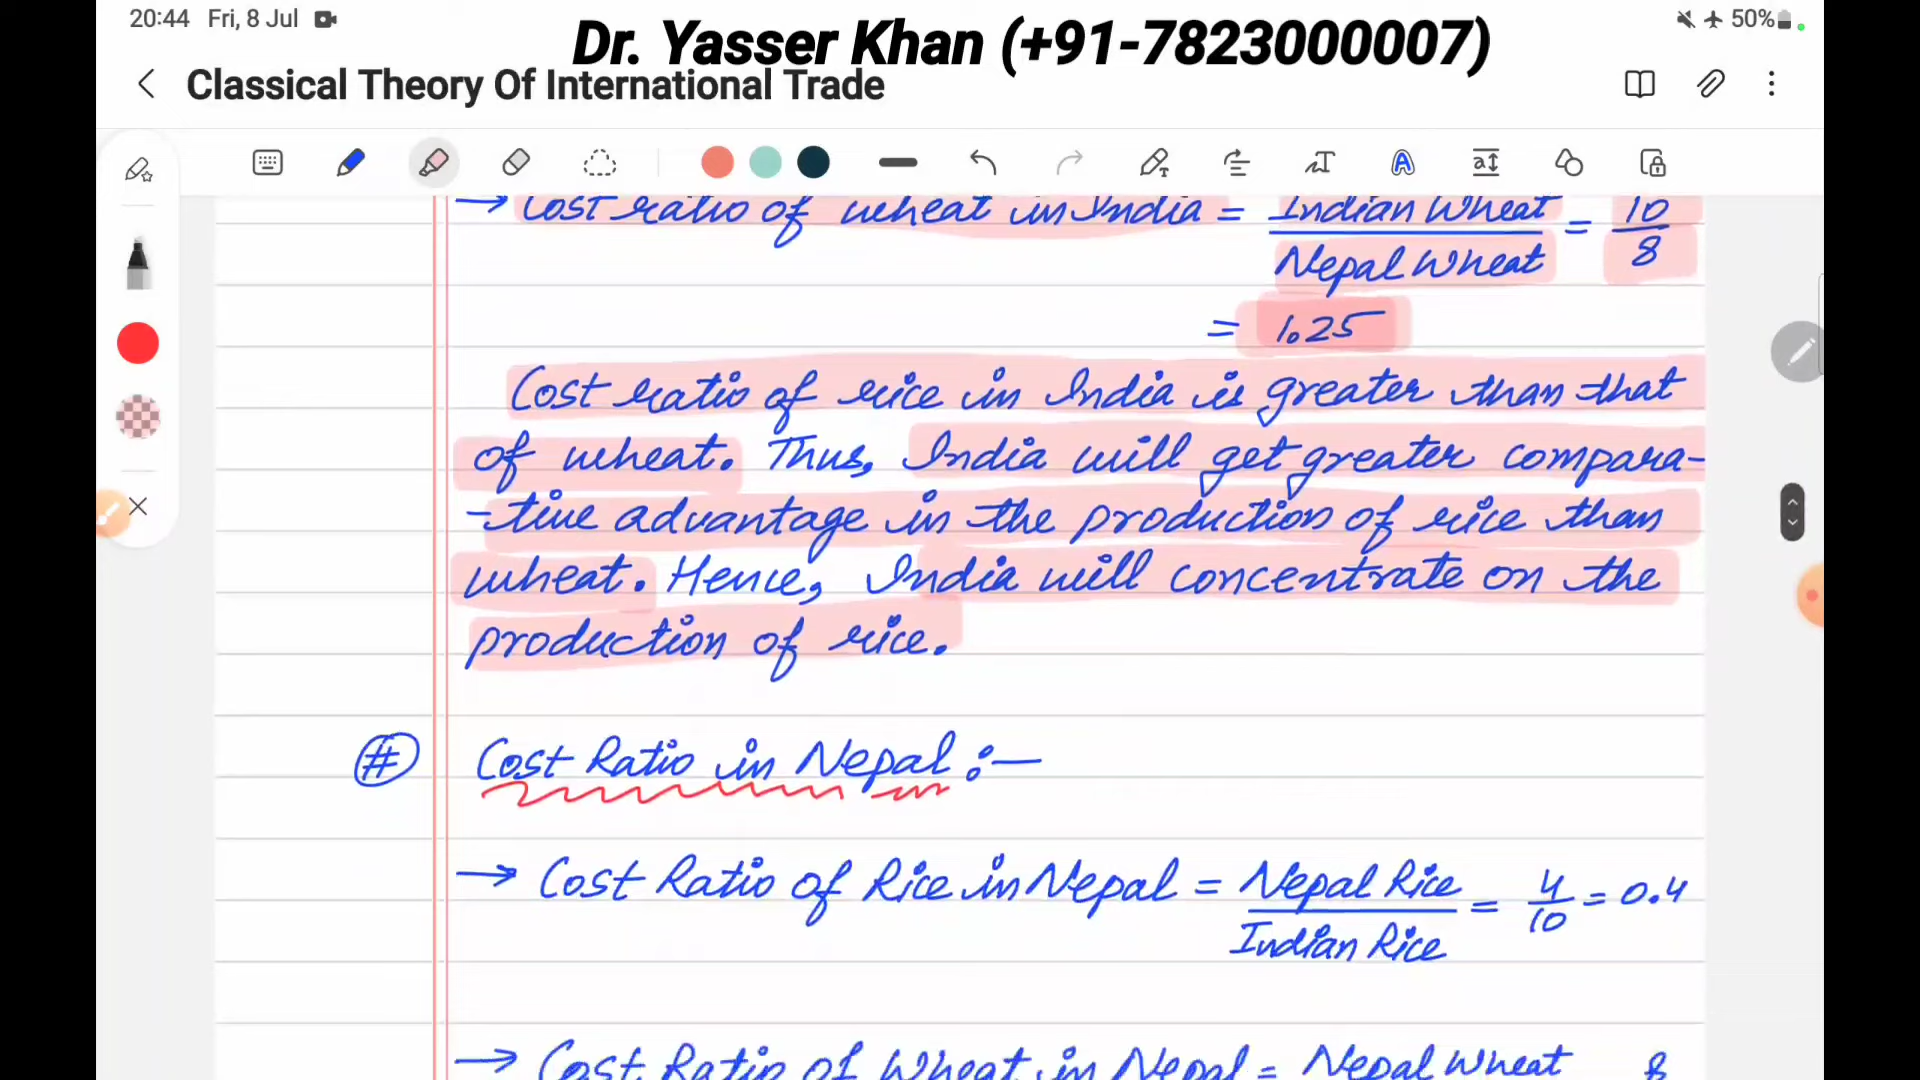 20:44 Fri, 8 Jul 50%
Dr. Yasser Khan (+91-7823000007)
Classical Theory Of International Trade
→ Cost ratio of wheat in India = Indian Wheat / Nepal Wheat = 10/8
= 1.25
Cost ratio of rice in India is greater than that
of wheat. Thus, India will get greater compara-
-tive advantage in the production of rice than
wheat. Hence, India will concentrate on the
production of rice.
# Cost Ratio in Nepal :—
→ Cost Ratio of Rice in Nepal = Nepal Rice / Indian Rice = 4/10 = 0.4
→ Cost Ratio of Wheat in Nepal = Nepal Wheat 8